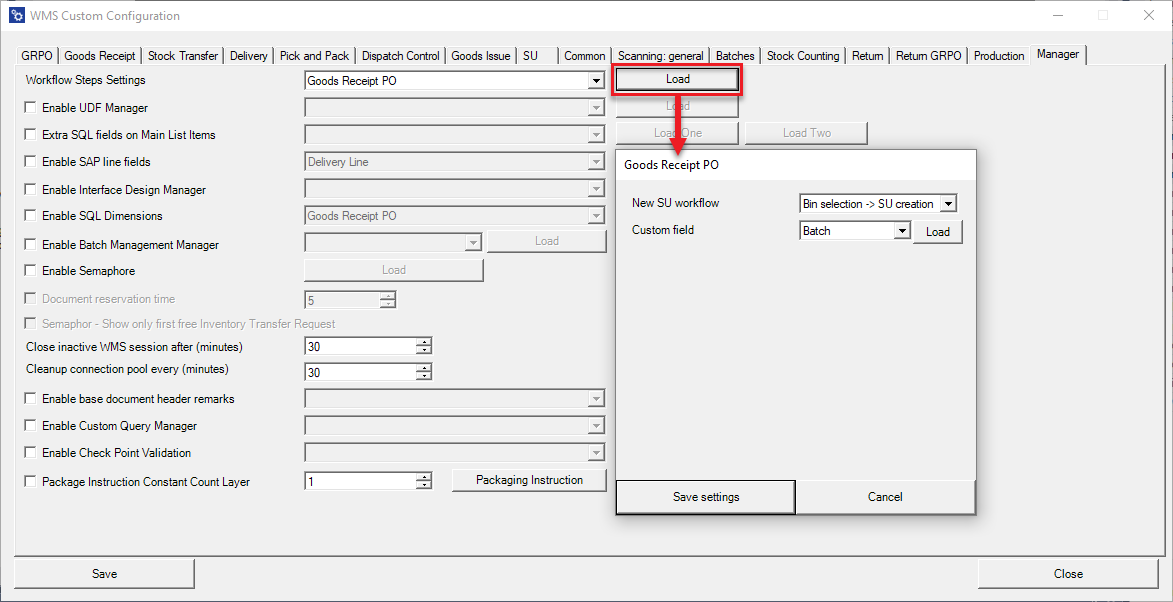 WMS Custom Configuration
GRPO Goods Receipt Stock Transfer Delivery Pick and Pack Dispatch Control Goods Issue SU Common Scanning: general Batches Stock Counting Return Return GRPO Production Manager
Workflow Steps Settings Goods Receipt PO Load
Enable UDF Manager Load
Extra SQL fields on Main List Items Load One Load Two
Enable SAP line fields Delivery Line
Goods Receipt PO
Enable Interface Design Manager
New SU workflow Bin selection -> SU creation
Enable SQL Dimensions Goods Receipt PO
Custom field Batch Load
Enable Batch Management Manager Load
Enable Semaphore Load
Document reservation time 5
Semaphor - Show only first free Inventory Transfer Request
Close inactive WMS session after (minutes) 30
Cleanup connection pool every (minutes) 30
Enable base document header remarks
Enable Custom Query Manager
Enable Check Point Validation
Package Instruction Constant Count Layer 1 Packaging Instruction
Save settings Cancel
Save Close